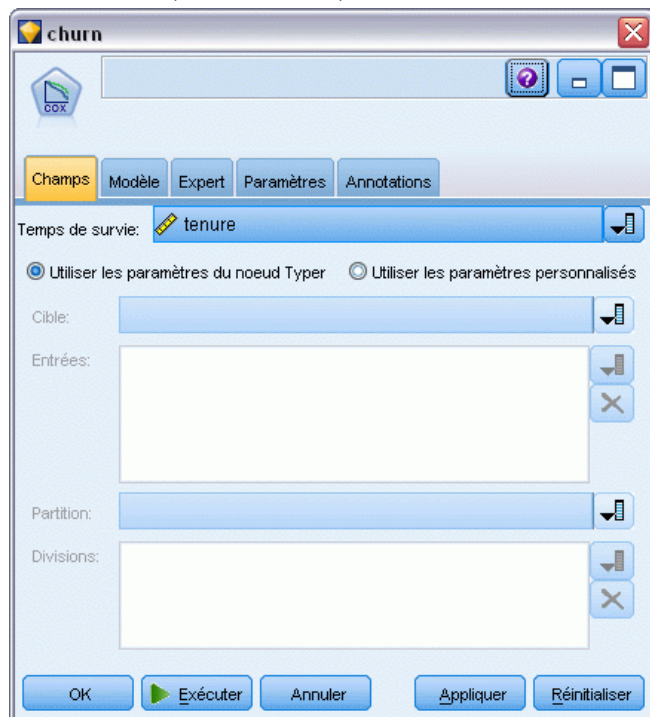 churn
COX
Champs Modèle Expert Paramètres Annotations
Temps de survie: tenure
Utiliser les paramètres du noeud Typer Utiliser les paramètres personnalisés
Cible:
Entrées:
Partition:
Divisions:
OK Exécuter Annuler Appliquer Réinitialiser